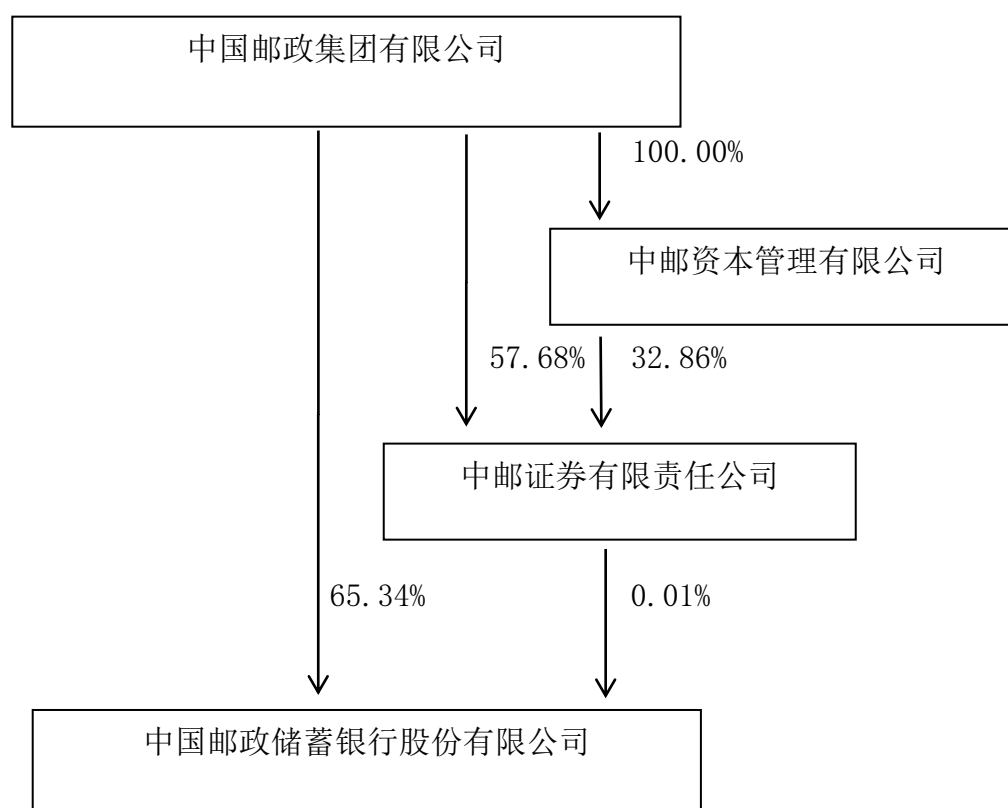 中国邮政集团有限公司
100.00%
中邮资本管理有限公司
57.68%
32.86%
中邮证券有限责任公司
65.34%
0.01%
中国邮政储蓄银行股份有限公司